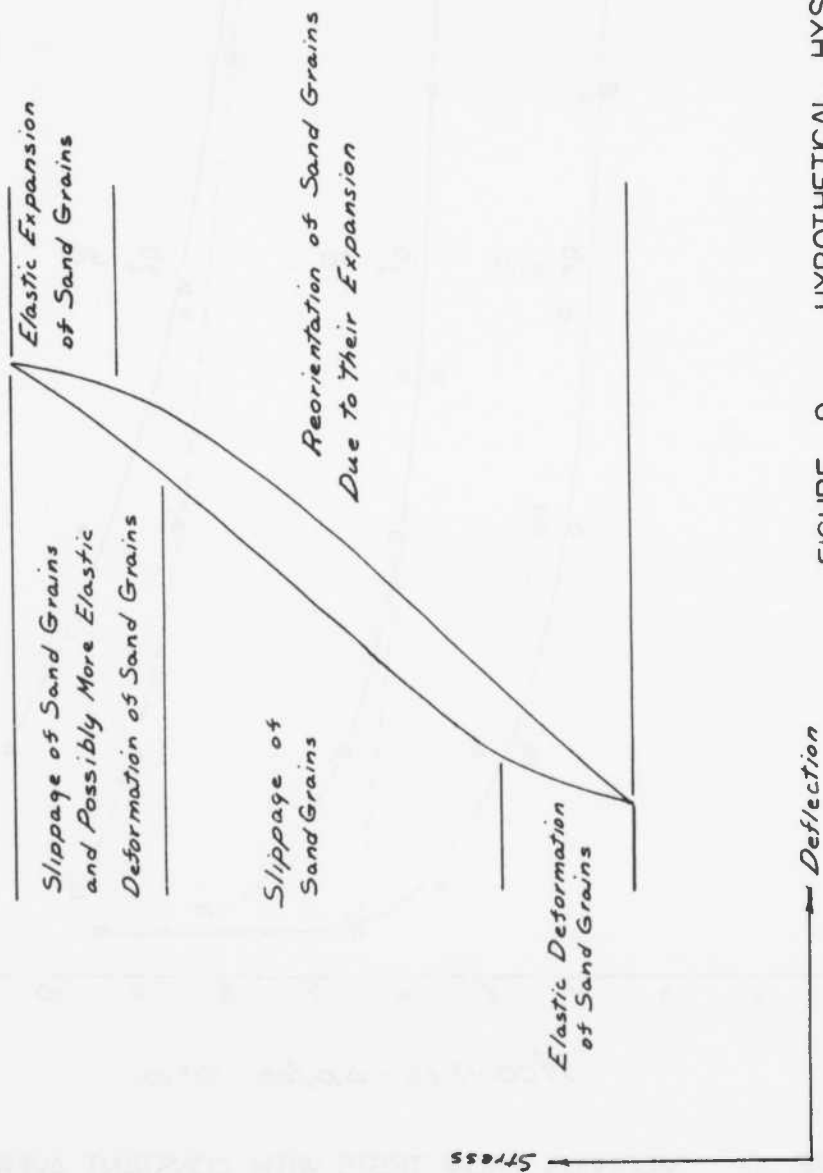 Elastic Expansion
of Sand Grains
Slippage of Sand Grains
and Possibly More Elastic
Deformation of Sand Grains
Reorientation of Sand Grains
Due to Their Expansion
Slippage of
Sand Grains
Elastic Deformation
of Sand Grains
Stress
Deflection
FIGURE
HYPOTHETICAL HYS